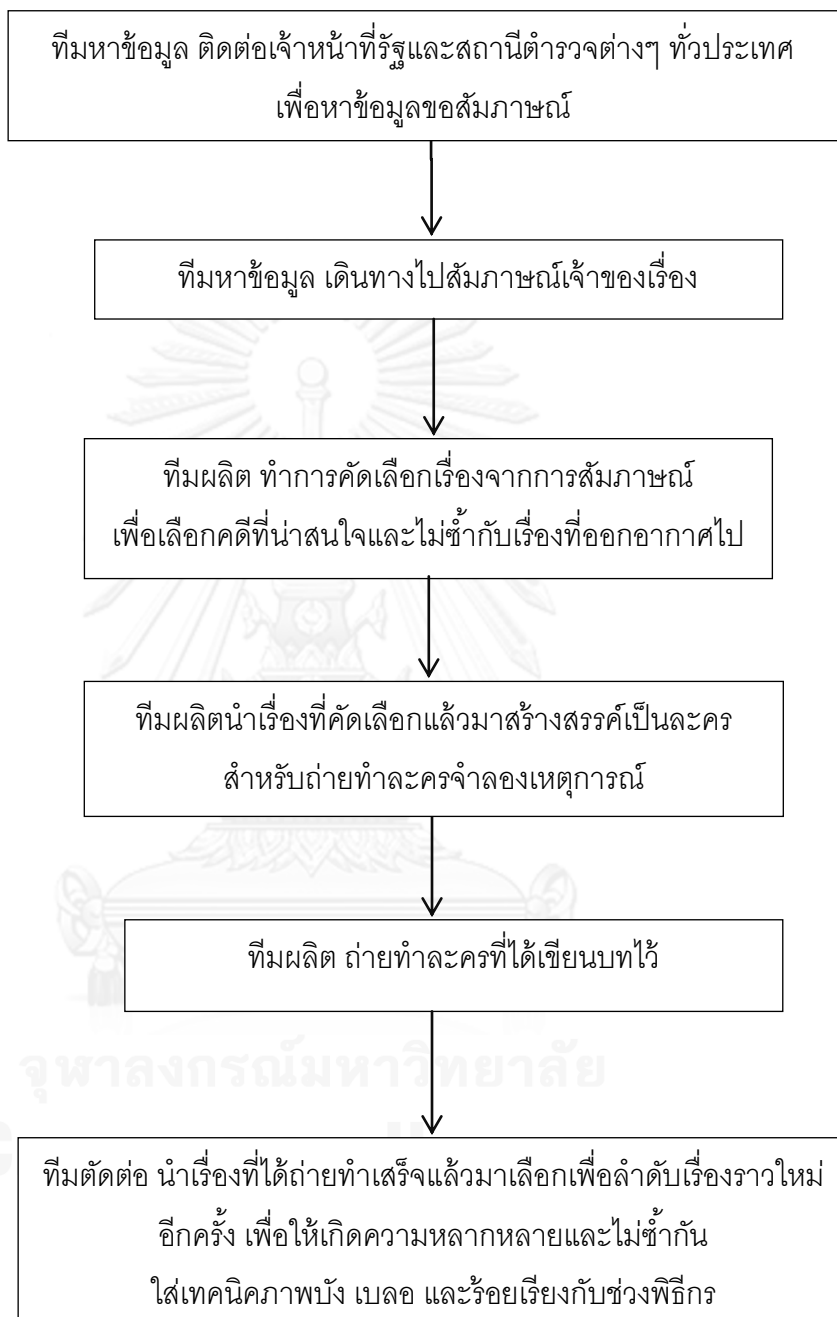 ทีมหาข้อมูล ติดต่อเจ้าหน้าที่รัฐและสถานีตำรวจต่างๆ ทั่วประเทศ
เพื่อหาข้อมูลขอสัมภาษณ์
ทีมหาข้อมูล เดินทางไปสัมภาษณ์เจ้าของเรื่อง
ทีมผลิต ทำการคัดเลือกเรื่องจากการสัมภาษณ์
เพื่อเลือกคดีที่น่าสนใจและไม่ซ้ำกับเรื่องที่ออกอากาศไป
ทีมผลิตนำเรื่องที่คัดเลือกแล้วมาสร้างสรรค์เป็นละคร
สำหรับถ่ายทำละครจำลองเหตุการณ์
ทีมผลิต ถ่ายทำละครที่ได้เขียนบทไว้
จุฬาลงกรณ์มหาวิทยาลัย
ทีมตัดต่อ นำเรื่องที่ได้ถ่ายทำเสร็จแล้วมาเลือกเพื่อลำดับเรื่องราวใหม่
อีกครั้ง เพื่อให้เกิดความหลากหลายและไม่ซ้ำกัน
ใส่เทคนิคภาพบัง เบลอ และร้อยเรียงกับช่วงพิธีกร